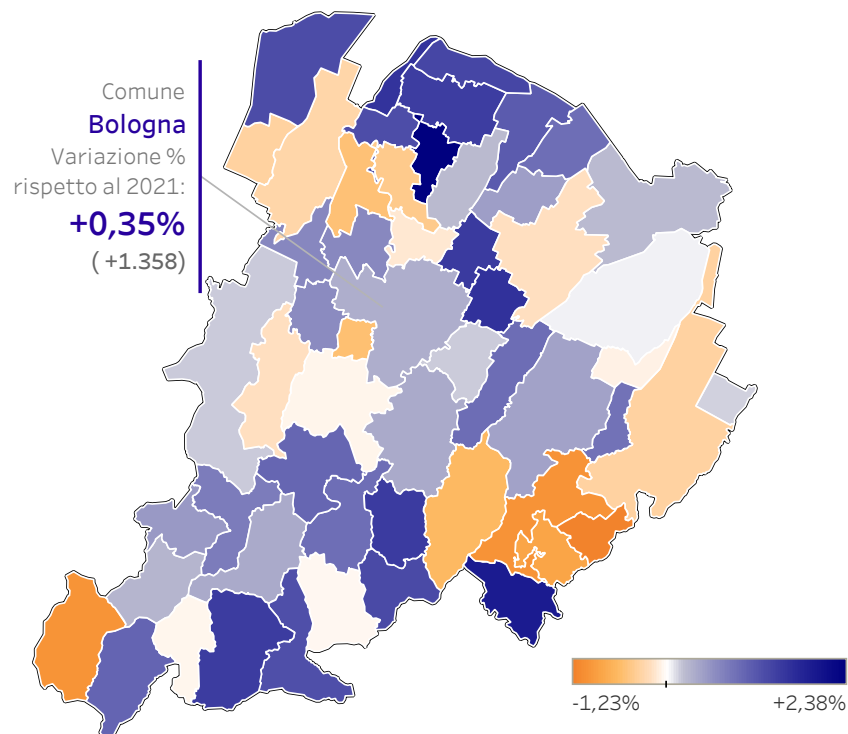 Comune
Bologna
Variazione %
rispetto al 2021:
+0,35%
( +1.358)
-1,23%
+2,38%